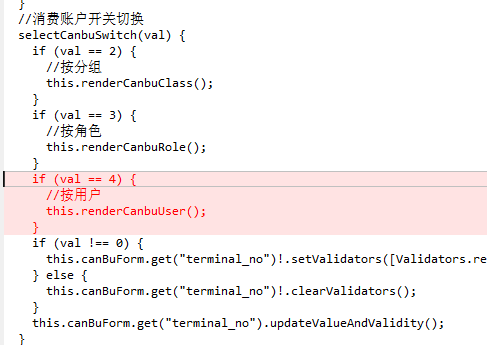 }
//消费账户开关切换
selectCanbuSwitch(val) {
if (val == 2) {
//按分组
this.renderCanbuClass();
}
if (val == 3) {
//按角色
this.renderCanbuRole();
}
if (val == 4) {
//按用户
this.renderCanbuUser();
}
if (val !== 0) {
this.canBuForm.get("terminal_no")!.setValidators([Validators.re
} else {
this.canBuForm.get("terminal_no")!.clearValidators();
}
this.canBuForm.get("terminal_no").updateValueAndValidity();
}